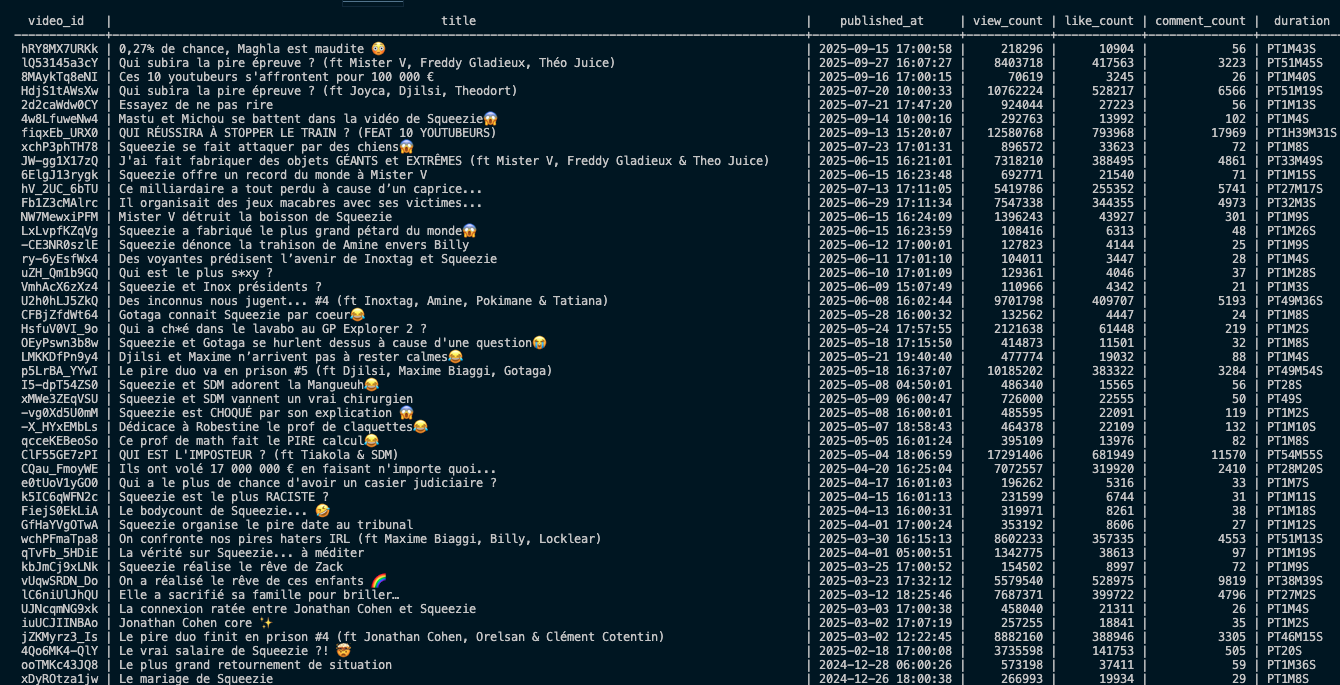 video_id | title | published_at | view_count | like_count | comment_count | duration
hRY8MX7URKk | 0,27% de chance, Maghla est maudite 😳 | 2025-09-15 17:00:58 | 218296 | 10904 | 56 | PT1M43S
lQ53145a3cY | Qui subira la pire épreuve ? (ft Mister V, Freddy Gladieux, Théo Juice) | 2025-09-27 16:07:27 | 8403718 | 417563 | 3223 | PT51M45S
8MAykTq8eNI | Ces 10 youtubeurs s'affrontent pour 100 000 € | 2025-09-16 17:00:15 | 70619 | 3245 | 26 | PT1M40S
HdjS1tAWsXw | Qui subira la pire épreuve ? (ft Joyca, Djilsi, Theodort) | 2025-07-20 10:00:33 | 10762224 | 528217 | 6566 | PT51M19S
2d2caWdw0CY | Essayez de ne pas rire | 2025-07-21 17:47:20 | 924044 | 27223 | 56 | PT1M13S
4w8LfuweNw4 | Mastu et Michou se battent dans la vidéo de Squeezie😱 | 2025-09-14 10:00:16 | 292763 | 13992 | 102 | PT1M4S
fiqxEb_URX0 | QUI RÉUSSIRA À STOPPER LE TRAIN ? (FEAT 10 YOUTUBEURS) | 2025-09-13 15:20:07 | 12580768 | 793968 | 17969 | PT1H39M31S
xchP3phTH78 | Squeezie se fait attaquer par des chiens😱 | 2025-07-23 17:01:31 | 896572 | 33623 | 72 | PT1M8S
JW-gg1X17zQ | J'ai fait fabriquer des objets GÉANTS et EXTRÊMES (ft Mister V, Freddy Gladieux & Theo Juice) | 2025-06-15 16:21:01 | 7318210 | 388495 | 4861 | PT33M49S
6ElgJ13rygk | Squeezie offre un record du monde à Mister V | 2025-06-15 16:23:48 | 692771 | 21540 | 71 | PT1M15S
hV_2UC_6bTU | Ce milliardaire a tout perdu à cause d’un caprice... | 2025-07-13 17:11:05 | 5419786 | 255352 | 5741 | PT27M17S
Fb1Z3cMAlrc | Il organisait des jeux macabres avec ses victimes... | 2025-06-29 17:11:34 | 7547338 | 344355 | 4973 | PT32M3S
NW7MewxiPFM | Mister V détruit la boisson de Squeezie | 2025-06-15 16:24:09 | 1396243 | 43927 | 301 | PT1M9S
LxLvpfKZqVg | Squeezie a fabriqué le plus grand pétard du monde😱 | 2025-06-15 16:23:59 | 108416 | 6313 | 48 | PT1M26S
-CE3NR0szlE | Squeezie dénonce la trahison de Amine envers Billy | 2025-06-12 17:00:01 | 127823 | 4144 | 25 | PT1M9S
ry-6yEsfWx4 | Des voyantes prédisent l’avenir de Inoxtag et Squeezie | 2025-06-11 17:01:10 | 104011 | 3447 | 28 | PT1M4S
uZH_Qm1b9GQ | Qui est le plus s*xy ? | 2025-06-10 17:01:09 | 129361 | 4046 | 37 | PT1M28S
VmhAcX6zXz4 | Squeezie et Inox présidents ? | 2025-06-09 15:07:49 | 110966 | 4342 | 21 | PT1M3S
U2h0hLJ5ZkQ | Des inconnus nous jugent... #4 (ft Inoxtag, Amine, Pokimane & Tatiana) | 2025-06-08 16:02:44 | 9701798 | 409707 | 5193 | PT49M36S
CFBjZfdWt64 | Gotaga connait Squeezie par coeur😂 | 2025-05-28 16:00:32 | 132562 | 4447 | 24 | PT1M8S
HsfuV0VI_9o | Qui a ch*é dans le lavabo au GP Explorer 2 ? | 2025-05-24 17:57:55 | 2121638 | 61448 | 219 | PT1M2S
OEyPswn3b8w | Squeezie et Gotaga se hurlent dessus à cause d'une question😭 | 2025-05-18 17:15:50 | 414873 | 11501 | 32 | PT1M8S
LMKKDfPn9y4 | Djilsi et Maxime n’arrivent pas à rester calmes😂 | 2025-05-21 19:40:40 | 477774 | 19032 | 88 | PT1M4S
p5LrBA_YYwI | Le pire duo va en prison #5 (ft Djilsi, Maxime Biaggi, Gotaga) | 2025-05-18 16:37:07 | 10185202 | 383322 | 3284 | PT49M54S
I5-dpT54ZS0 | Squeezie et SDM adorent la Mangueuh😂 | 2025-05-08 04:50:01 | 486340 | 15565 | 56 | PT28S
xMWe3ZEqVSU | Squeezie et SDM vannent un vrai chirurgien | 2025-05-09 06:00:47 | 726000 | 22555 | 50 | PT49S
-vg0Xd5U0mM | Squeezie est CHOQUÉ par son explication 😱 | 2025-05-08 16:00:01 | 485595 | 22091 | 119 | PT1M2S
-X_HYxEMbLs | Dédicace à Robestine le prof de claquettes😂 | 2025-05-07 18:58:43 | 464378 | 22109 | 132 | PT1M10S
qcceKEBeoSo | Ce prof de math fait le PIRE calcul😂 | 2025-05-05 16:01:24 | 395109 | 13976 | 82 | PT1M8S
ClF55GE7zPI | QUI EST L'IMPOSTEUR ? (ft Tiakola & SDM) | 2025-05-04 18:06:59 | 17291406 | 681949 | 11570 | PT54M55S
CQau_FmoyWE | Ils ont volé 17 000 000 € en faisant n'importe quoi... | 2025-04-20 16:25:04 | 7072557 | 319920 | 2410 | PT28M20S
e0tUoV1yGO0 | Qui a le plus de chance d'avoir un casier judiciaire ? | 2025-04-17 16:01:03 | 196262 | 5316 | 33 | PT1M7S
k5IC6qWFN2c | Squeezie est le plus RACISTE ? | 2025-04-15 16:01:13 | 231599 | 6744 | 31 | PT1M11S
FiejS0EkLiA | Le bodycount de Squeezie... 🤣 | 2025-04-13 16:00:31 | 319971 | 8261 | 38 | PT1M18S
GfHaYVgOTwA | Squeezie organise le pire date au tribunal | 2025-04-01 17:00:24 | 353192 | 8606 | 27 | PT1M12S
wchPFmaTpa8 | On confronte nos pires haters IRL (ft Maxime Biaggi, Billy, Locklear) | 2025-03-30 16:15:13 | 8602233 | 357335 | 4553 | PT51M13S
qTvFb_5HDiE | La vérité sur Squeezie... à méditer | 2025-04-01 05:00:51 | 1342775 | 38613 | 97 | PT1M19S
kbJmCj9xLNk | Squeezie réalise le rêve de Zack | 2025-03-25 17:00:52 | 154502 | 8997 | 72 | PT1M9S
vUqwSRDN_Do | On a réalisé le rêve de ces enfants 🌈 | 2025-03-23 17:32:12 | 5579540 | 528975 | 9819 | PT38M39S
lC6niUlJhQU | Elle a sacrifié sa famille pour briller… | 2025-03-12 18:25:46 | 7687371 | 399722 | 4796 | PT27M2S
UJNcqmNG9xk | La connexion ratée entre Jonathan Cohen et Squeezie | 2025-03-03 17:00:38 | 458040 | 21311 | 26 | PT1M4S
iuUCJIINBAo | Jonathan Cohen core ✨ | 2025-03-02 17:07:19 | 257255 | 18841 | 35 | PT1M2S
jZKMyrz3_Is | Le pire duo finit en prison #4 (ft Jonathan Cohen, Orelsan & Clément Cotentin) | 2025-03-02 12:22:45 | 8882160 | 388946 | 3305 | PT46M15S
4Qo6MK4-QlY | Le vrai salaire de Squeezie ?! 🤯 | 2025-02-18 17:00:08 | 3735598 | 141753 | 505 | PT20S
ooTMKc43JQ8 | Le plus grand retournement de situation | 2024-12-28 06:00:26 | 573198 | 37411 | 59 | PT1M36S
xDyROtza1jw | Le mariage de Squeezie | 2024-12-26 18:00:38 | 266993 | 19934 | 29 | PT1M8S